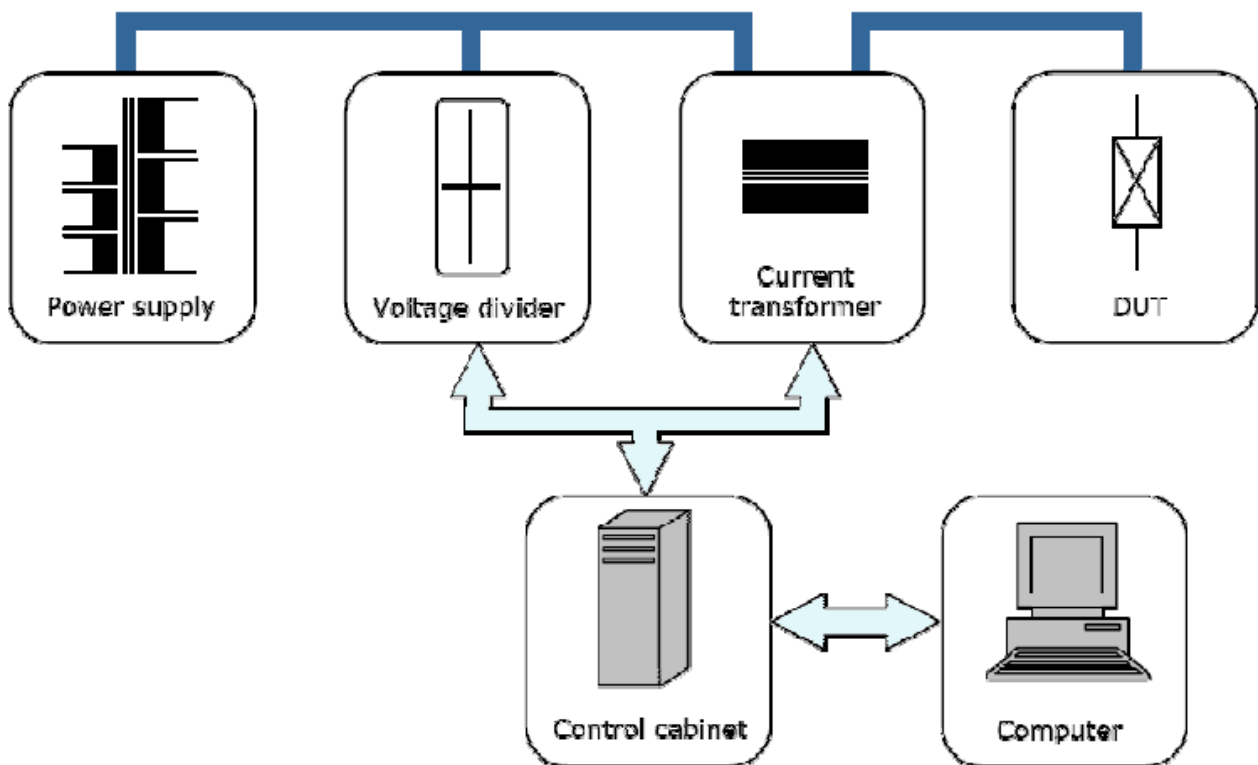 Power supply
Voltage divider
Current
transformer
DUT
Control cabinet
Computer